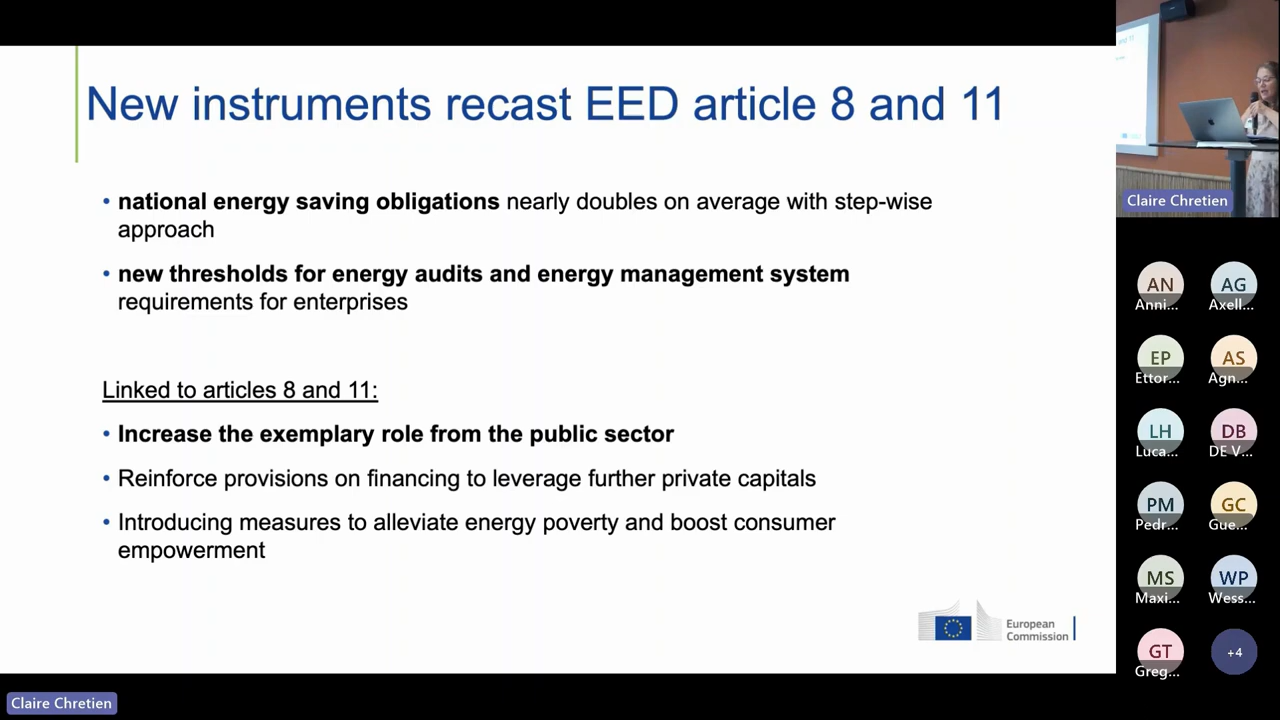 New instruments recast EED article 8 and 11
• national energy saving obligations nearly doubles on average with step-wise
approach
• new thresholds for energy audits and energy management system
requirements for enterprises
Linked to articles 8 and 11:
• Increase the exemplary role from the public sector
• Reinforce provisions on financing to leverage further private capitals
• Introducing measures to alleviate energy poverty and boost consumer
empowerment
European
Commission
Claire Chretien
AN
Anni...
AG
Axell...
EP
Ettor...
AS
Agn...
LH
Luca...
DB
DE V...
PM
Pedr...
GC
Gue...
MS
Maxi...
WP
Wess...
GT
Greg...
+4
Claire Chretien